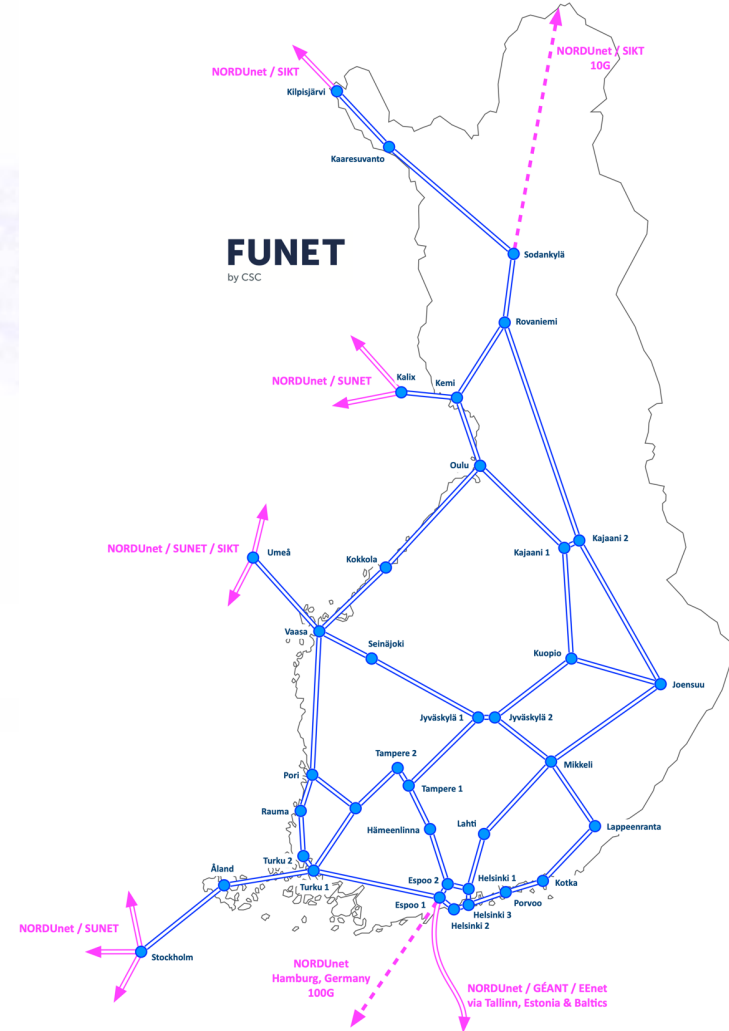 NORDUnet / SIKT
10G
NORDUnet / SIKT
Kilpisjärvi
Kaaresuvanto
FUNET
by CSC
Sodankylä
Rovaniemi
NORDUnet / SUNET
Kalix
Kemi
Oulu
NORDUnet / SUNET / SIKT
Umeå
Kokkola
Kajaani 1
Kajaani 2
Vaasa
Seinäjoki
Kuopio
Joensuu
Jyväskylä 1
Jyväskylä 2
Tampere 2
Mikkeli
Pori
Tampere 1
Rauma
Hämeenlinna
Lahti
Lappeenranta
Turku 2
Åland
Turku 1
Espoo 2
Helsinki 1
Kotka
Espoo 1
Porvoo
Helsinki 3
Helsinki 2
NORDUnet / SUNET
Stockholm
NORDUnet
Hamburg, Germany
100G
NORDUnet / GÉANT / EEnet
via Tallinn, Estonia & Baltics